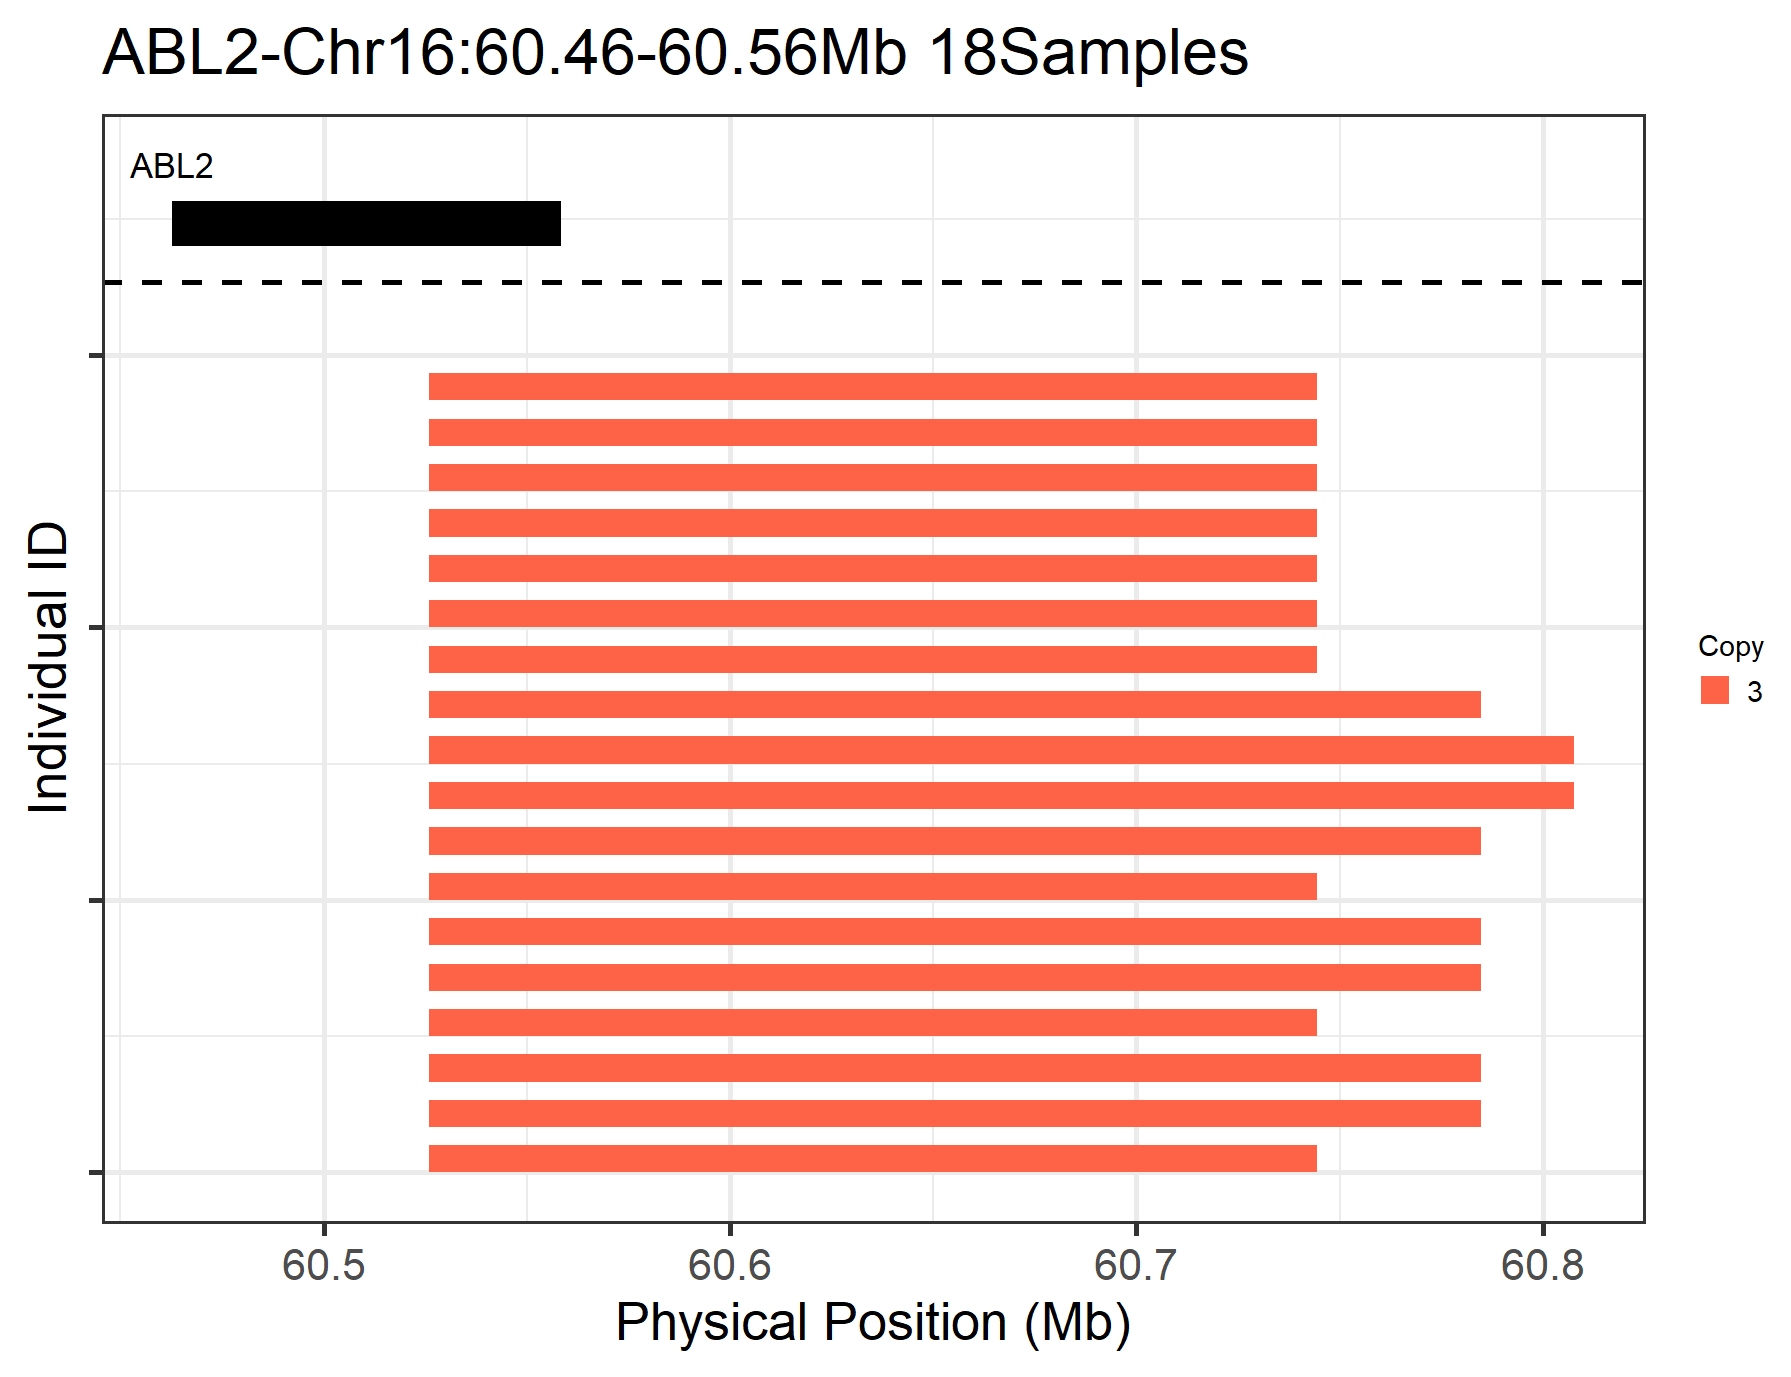 ABL2-Chr16:60.46-60.56Mb 18Samples
ABL2
Individual ID
Copy
3
60.5 60.6 60.7 60.8
Physical Position (Mb)